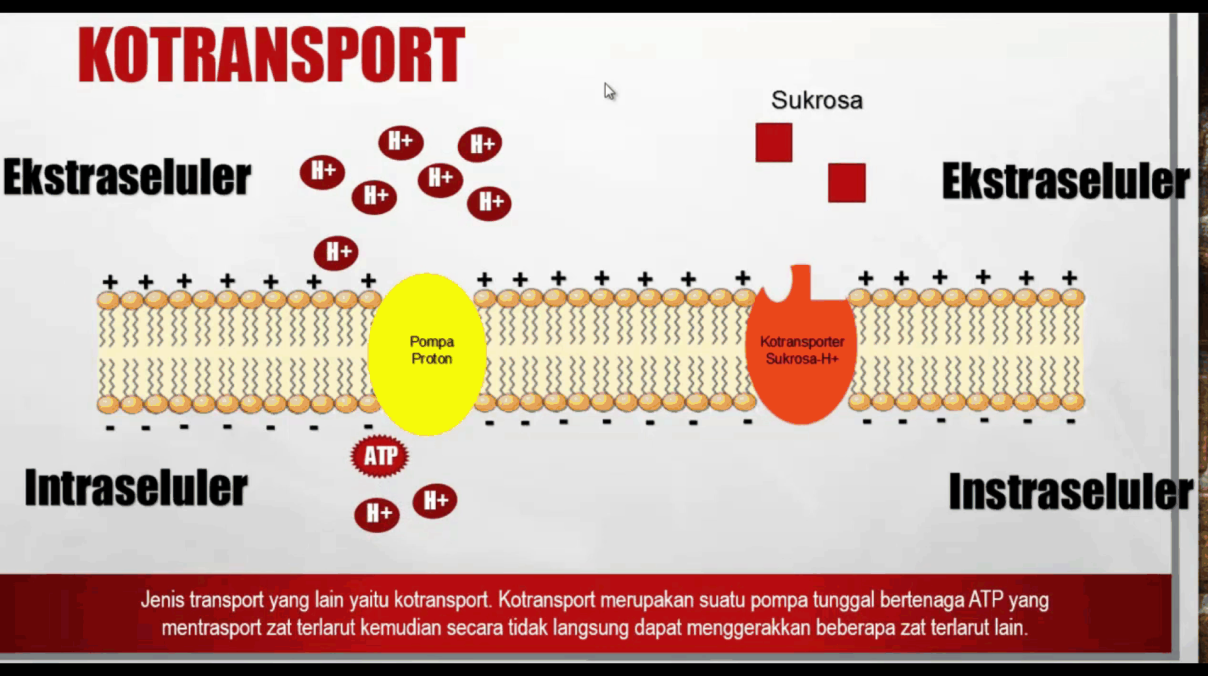 KOTRANSPORT
Sukrosa
Ekstraseluler
Ekstraseluler
H+
H+
H+
H+
H+
H+
H+
+ + + + + + + + + + + + + + + + + + + +
Pompa
Proton
Kotransporter
Sukrosa-H+
- - - - - - - - - - - - - - - - - - - -
ATP
Intraseluler
Instraseluler
H+
H+
Jenis transport yang lain yaitu kotransport. Kotransport merupakan suatu pompa tunggal bertenaga ATP yang
mentrasport zat terlarut kemudian secara tidak langsung dapat menggerakkan beberapa zat terlarut lain.